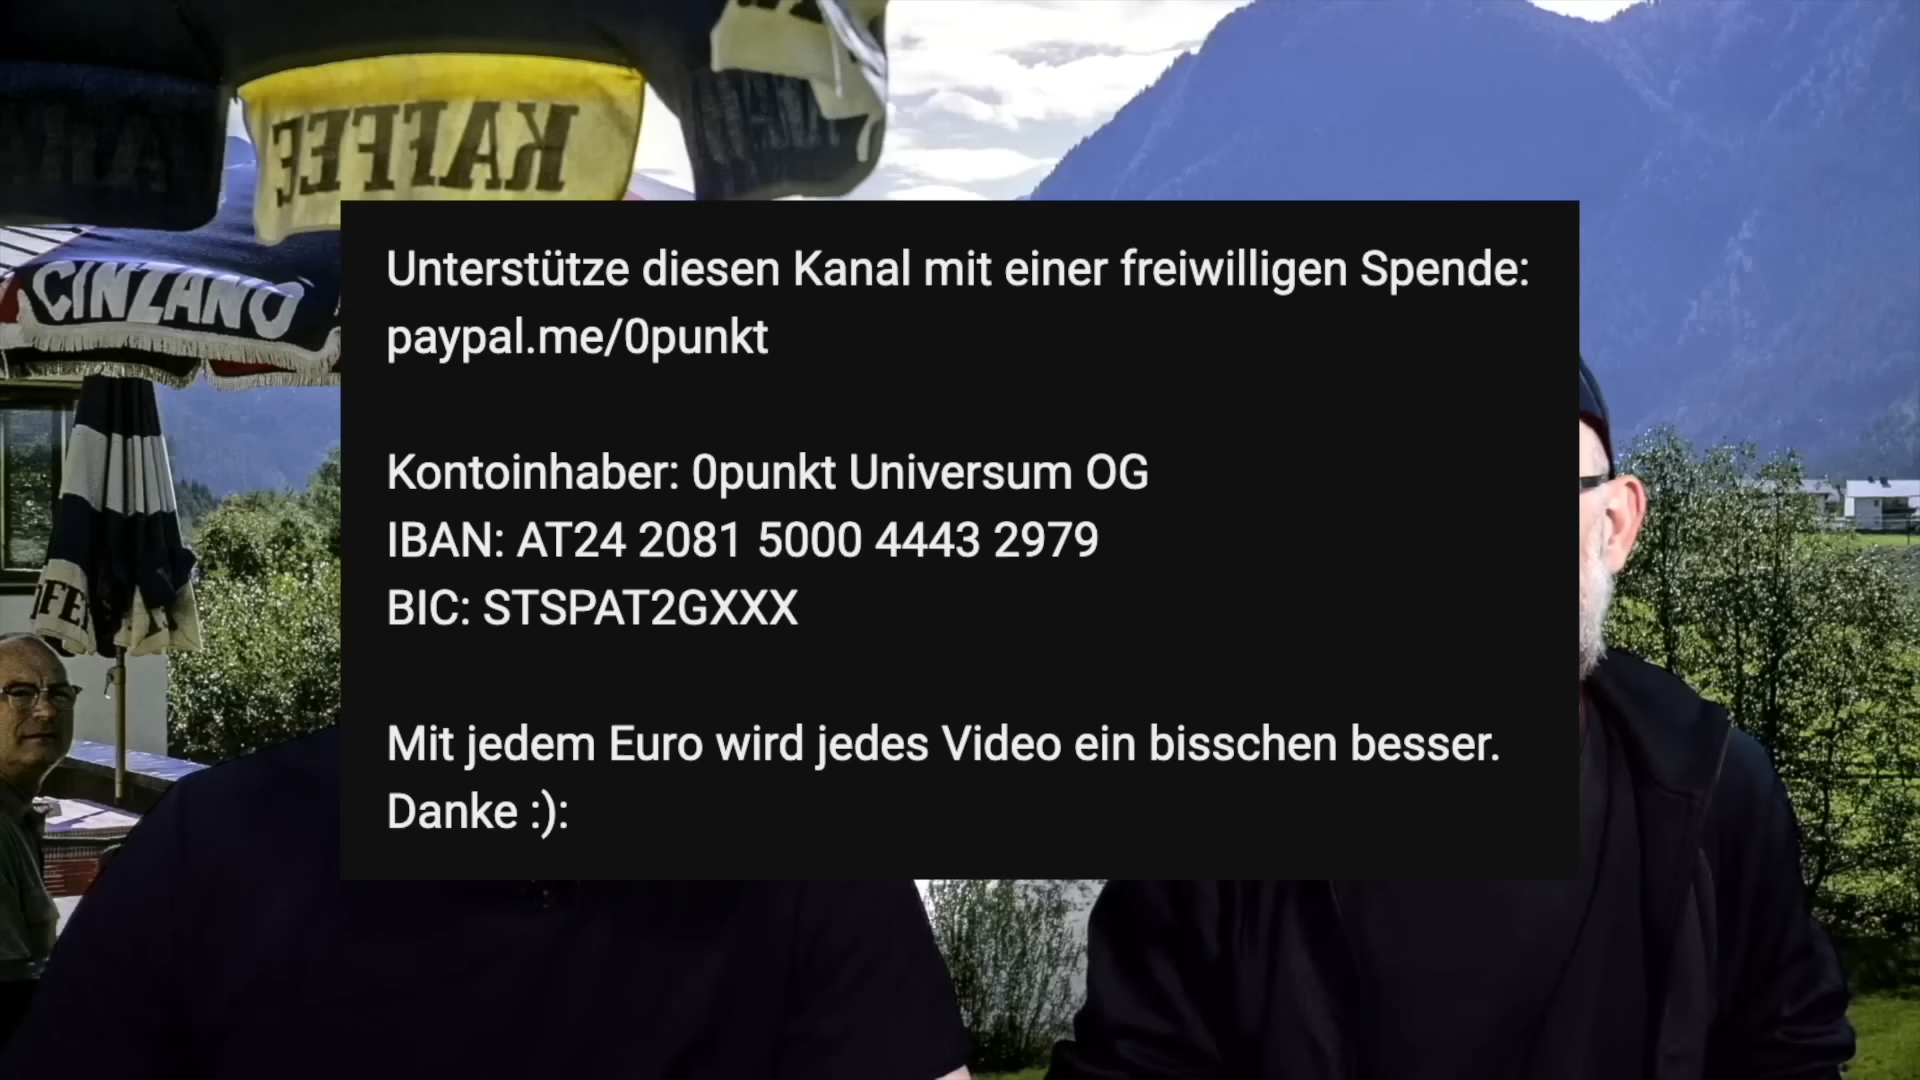 KAFFEE
CINZANO
Unterstütze diesen Kanal mit einer freiwilligen Spende:
paypal.me/0punkt
Kontoinhaber: 0punkt Universum OG
IBAN: AT24 2081 5000 4443 2979
BIC: STSPAT2GXXX
Mit jedem Euro wird jedes Video ein bisschen besser.
Danke :):